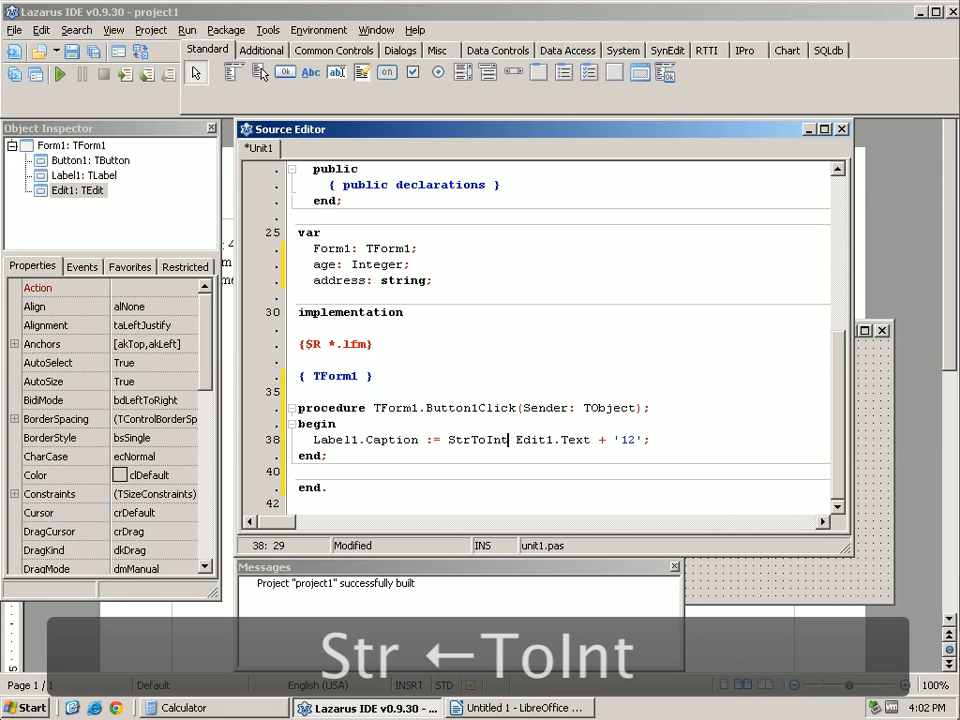 Lazarus IDE v0.9.30 - project1
File Edit Search View Project Run Package Tools Environment Window Help
Standard Additional Common Controls Dialogs Misc Data Controls Data Access System SynEdit RTTI IPro Chart SQLdb
Ok Abc ab on
Object Inspector
Form1: TForm1
Button1: TButton
Label1: TLabel
Edit1: TEdit
Properties Events Favorites Restricted
Action
Align alNone
Alignment taLeftJustify
Anchors [akTop,akLeft]
AutoSelect True
AutoSize True
BidiMode bdLeftToRight
BorderSpacing (TControlBorderSp
BorderStyle bsSingle
CharCase ecNormal
Color clDefault
Constraints (TSizeConstraints)
Cursor crDefault
DragCursor crDrag
DragKind dkDrag
DragMode dmManual
Source Editor
*Unit1
public
{ public declarations }
end;
25 var
Form1: TForm1;
age: Integer;
address: string;
30 implementation
{$R *.lfm}
{ TForm1 }
35
procedure TForm1.Button1Click(Sender: TObject);
begin
38 Label1.Caption := StrToInt Edit1.Text + '12';
end;
40
end.
42
38: 29 Modified INS unit1.pas
Messages
Project "project1" successfully built
Str ←ToInt
Page 1 / Default English (USA) INSRT STD 100%
Start Calculator Lazarus IDE v0.9.30 - ... Untitled 1 - LibreOffice ... 4:02 PM